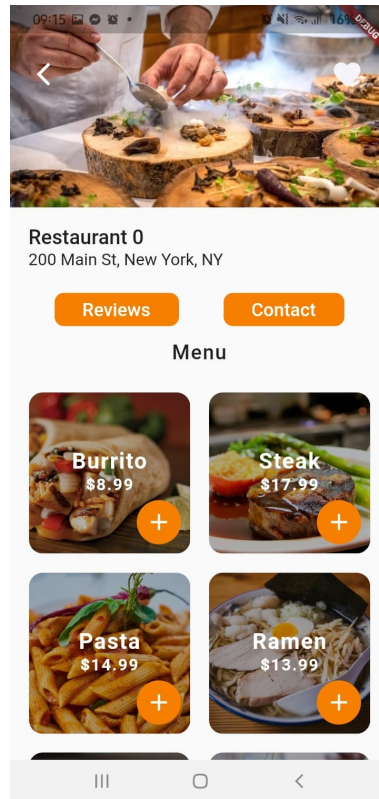 09:15 16%
DEBUG
Restaurant 0
200 Main St, New York, NY
Reviews Contact
Menu
Burrito Steak
$8.99 $17.99
+ +
Pasta Ramen
$14.99 $13.99
+ +